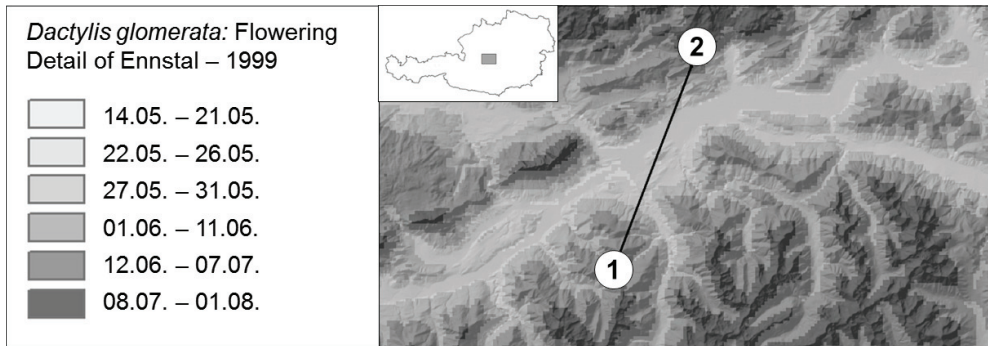 Dactylis glomerata: Flowering
Detail of Ennstal – 1999
14.05. – 21.05.
22.05. – 26.05.
27.05. – 31.05.
01.06. – 11.06.
12.06. – 07.07.
08.07. – 01.08.
2
1